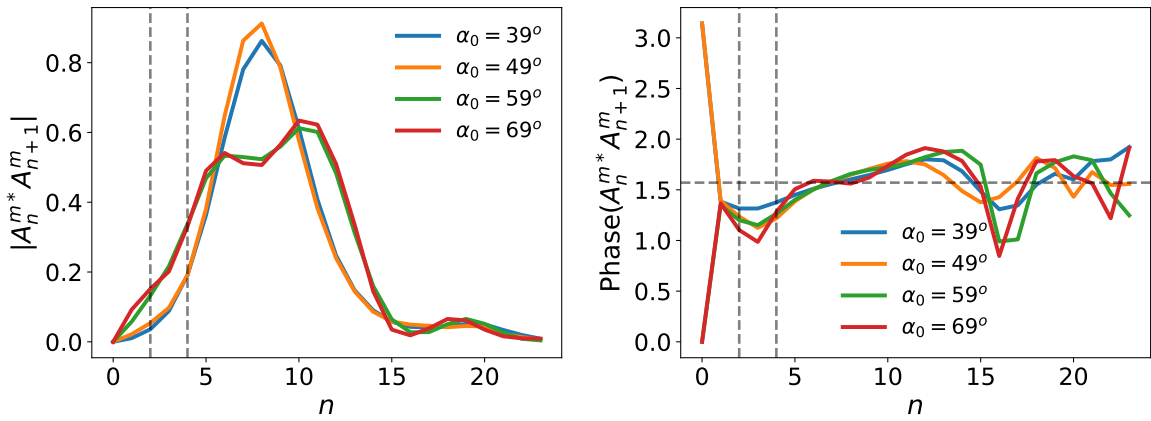 |A_n^{m*} A_{n+1}^m|
0.8
0.6
0.4
0.2
0.0
α₀ = 39°
α₀ = 49°
α₀ = 59°
α₀ = 69°
0 5 10 15 20
n
Phase(A_n^{m*} A_{n+1}^m)
3.0
2.5
2.0
1.5
1.0
0.5
0.0
α₀ = 39°
α₀ = 49°
α₀ = 59°
α₀ = 69°
0 5 10 15 20
n